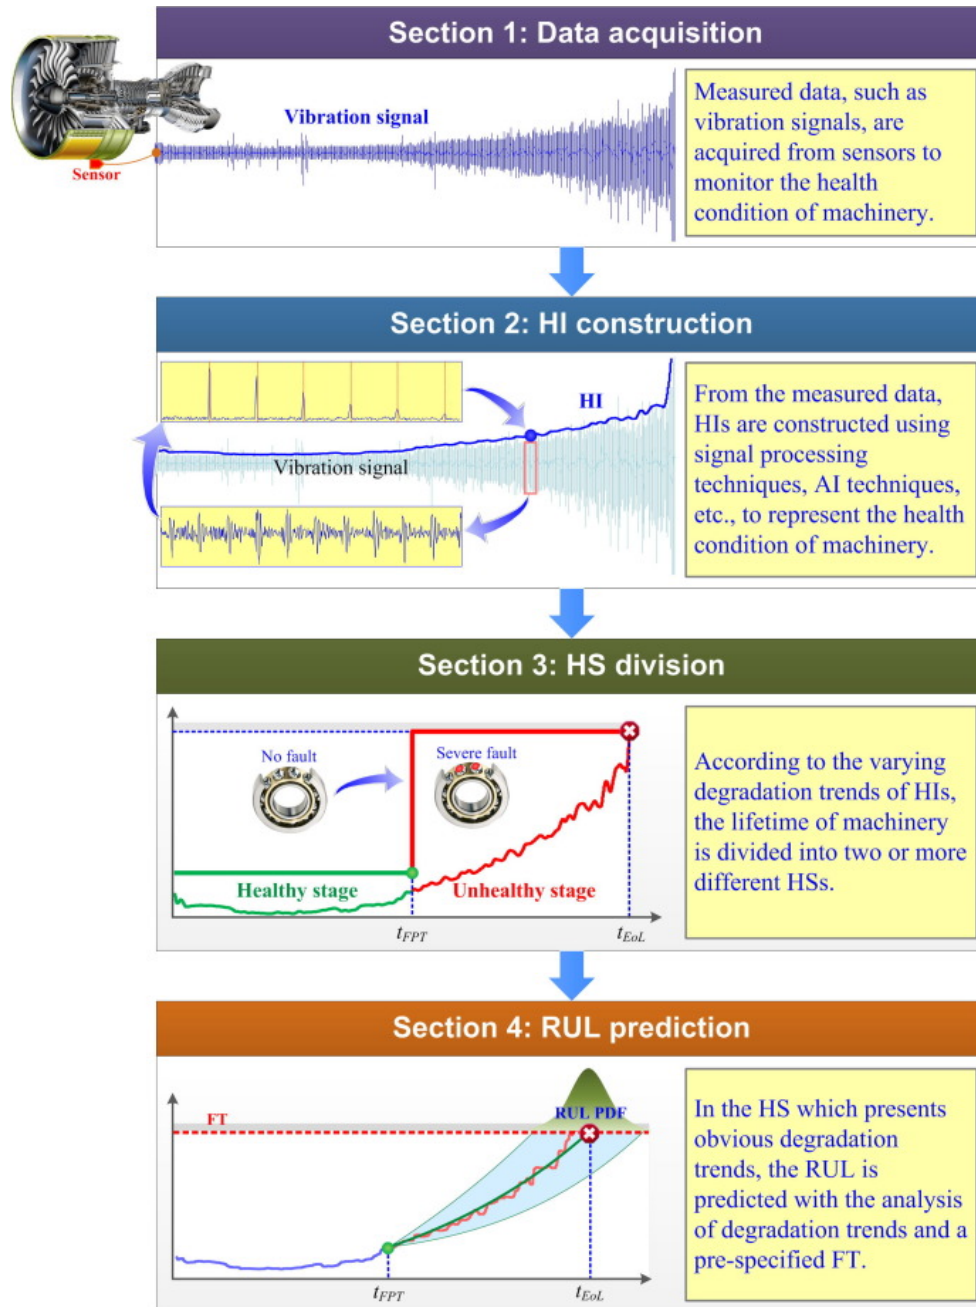 Section 1: Data acquisition
Vibration signal
Sensor
Measured data, such as
vibration signals, are
acquired from sensors to
monitor the health
condition of machinery.
Section 2: HI construction
HI
Vibration signal
From the measured data,
HIs are constructed using
signal processing
techniques, AI techniques,
etc., to represent the health
condition of machinery.
Section 3: HS division
No fault
Severe fault
Healthy stage
Unhealthy stage
t_FPT
t_EoL
According to the varying
degradation trends of HIs,
the lifetime of machinery
is divided into two or more
different HSs.
Section 4: RUL prediction
FT
RUL PDF
t_FPT
t_EoL
In the HS which presents
obvious degradation
trends, the RUL is
predicted with the analysis
of degradation trends and a
pre-specified FT.